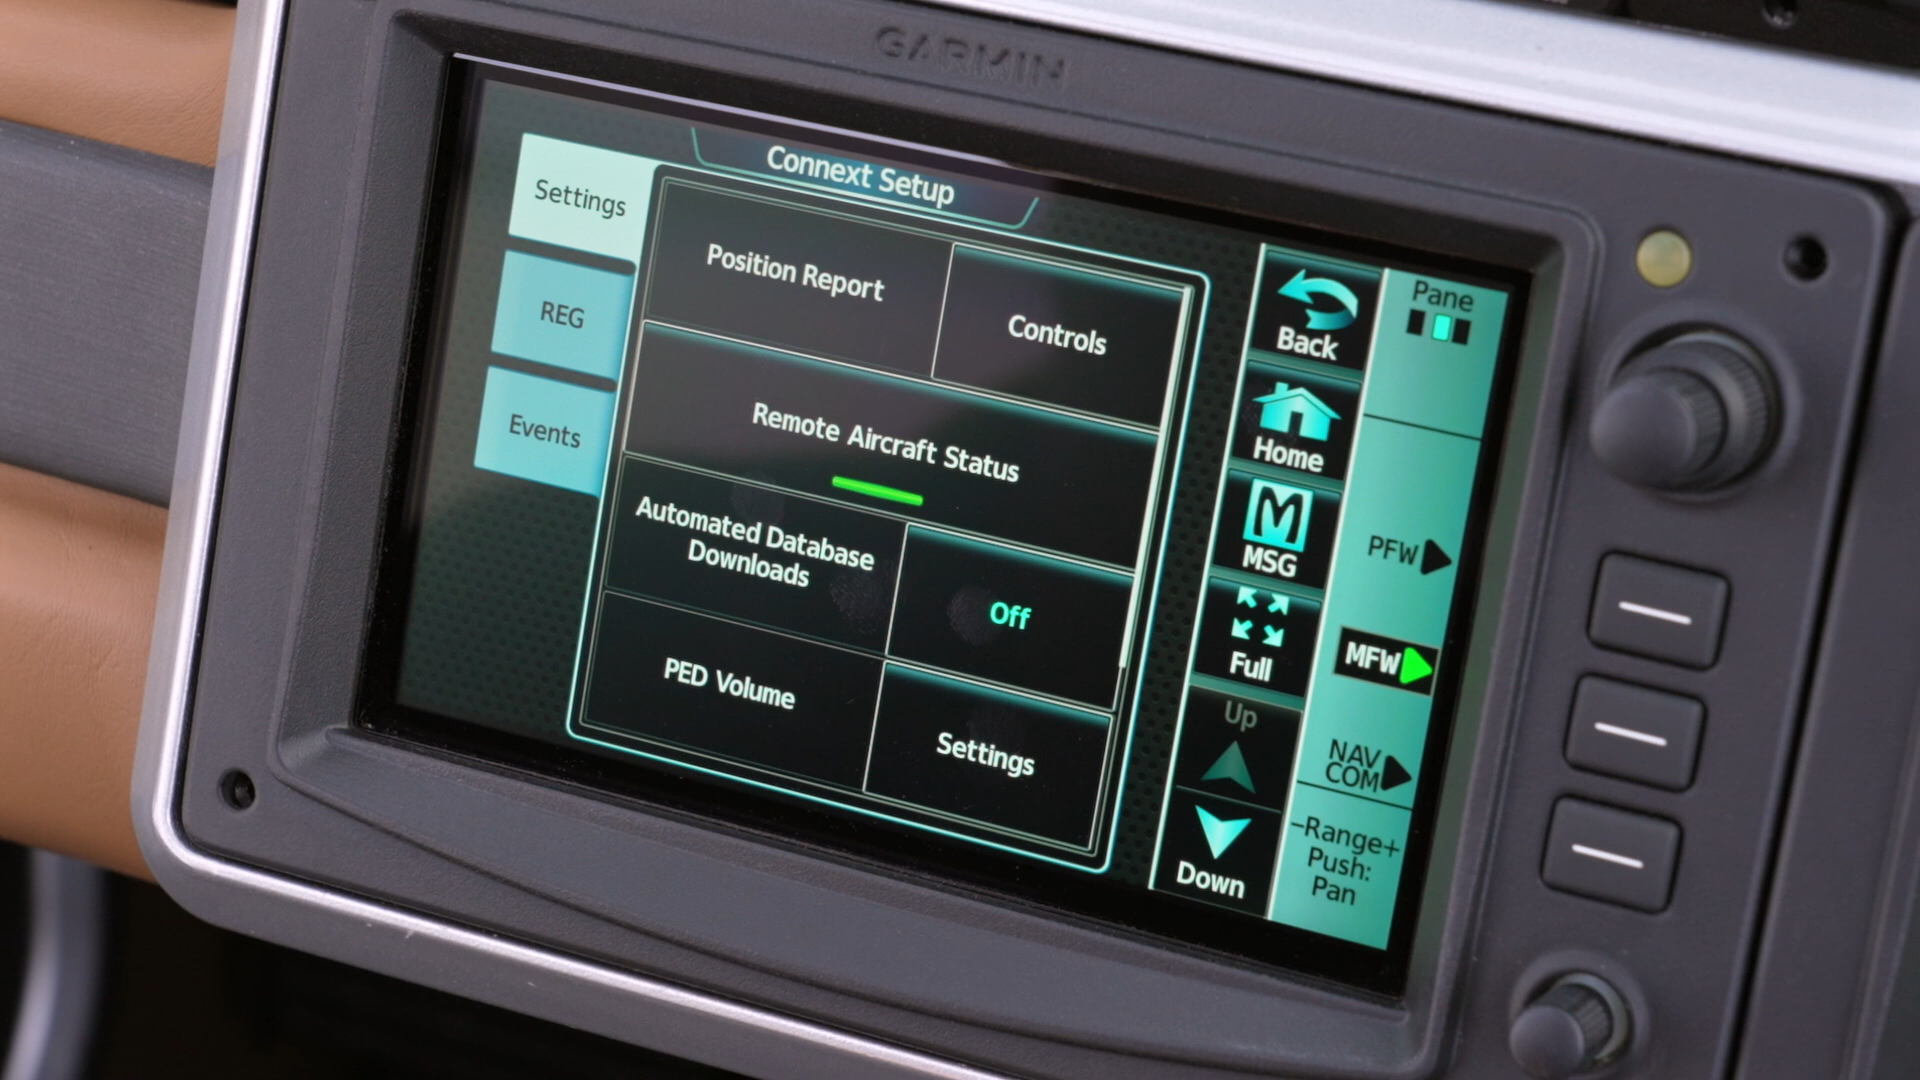 GARMIN
Connext Setup
Settings
REG
Events
Position Report
Controls
Remote Aircraft Status
Automated Database
Downloads
Off
PED Volume
Settings
Back
Home
MSG
Full
Up
Down
Pane
PFW
MFW
NAV
COM
–Range+
Push:
Pan